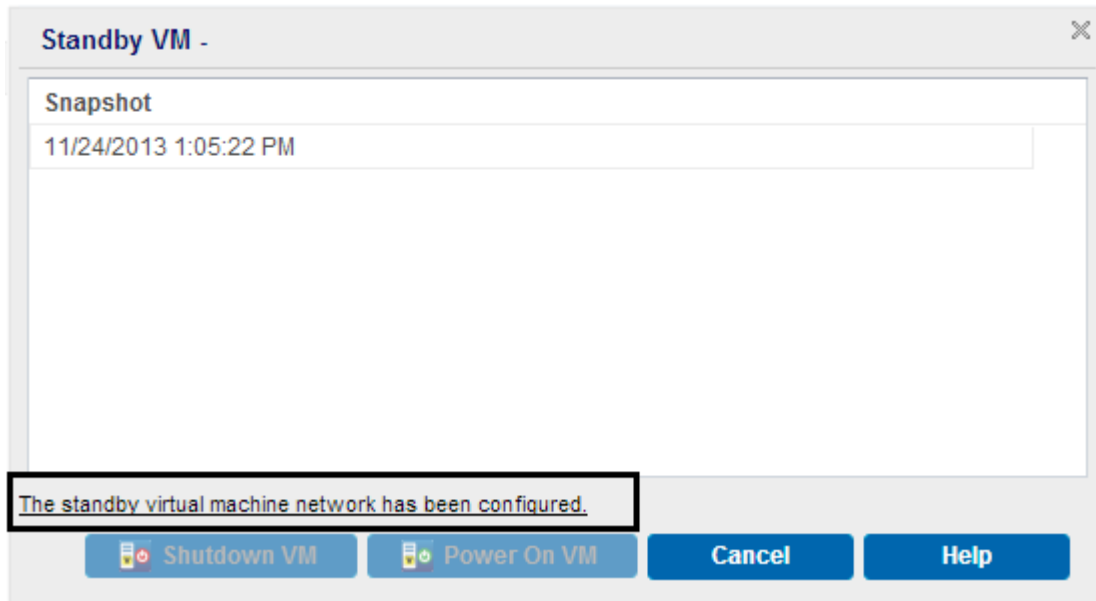 Standby VM -
Snapshot
11/24/2013 1:05:22 PM
The standby virtual machine network has been configured.
Shutdown VM Power On VM Cancel Help